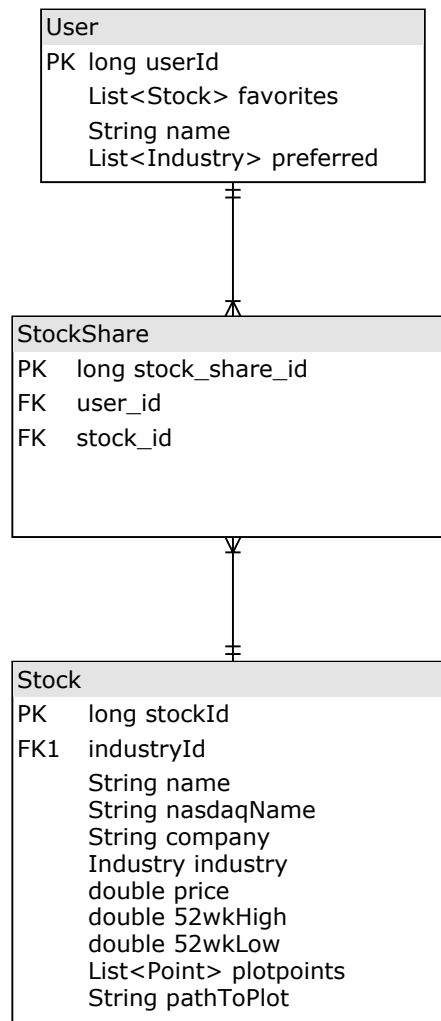 User
PK long userId
List<Stock> favorites
String name
List<Industry> preferred
StockShare
PK long stock_share_id
FK user_id
FK stock_id
Stock
PK long stockId
FK1 industryId
String name
String nasdaqName
String company
Industry industry
double price
double 52wkHigh
double 52wkLow
List<Point> plotpoints
String pathToPlot